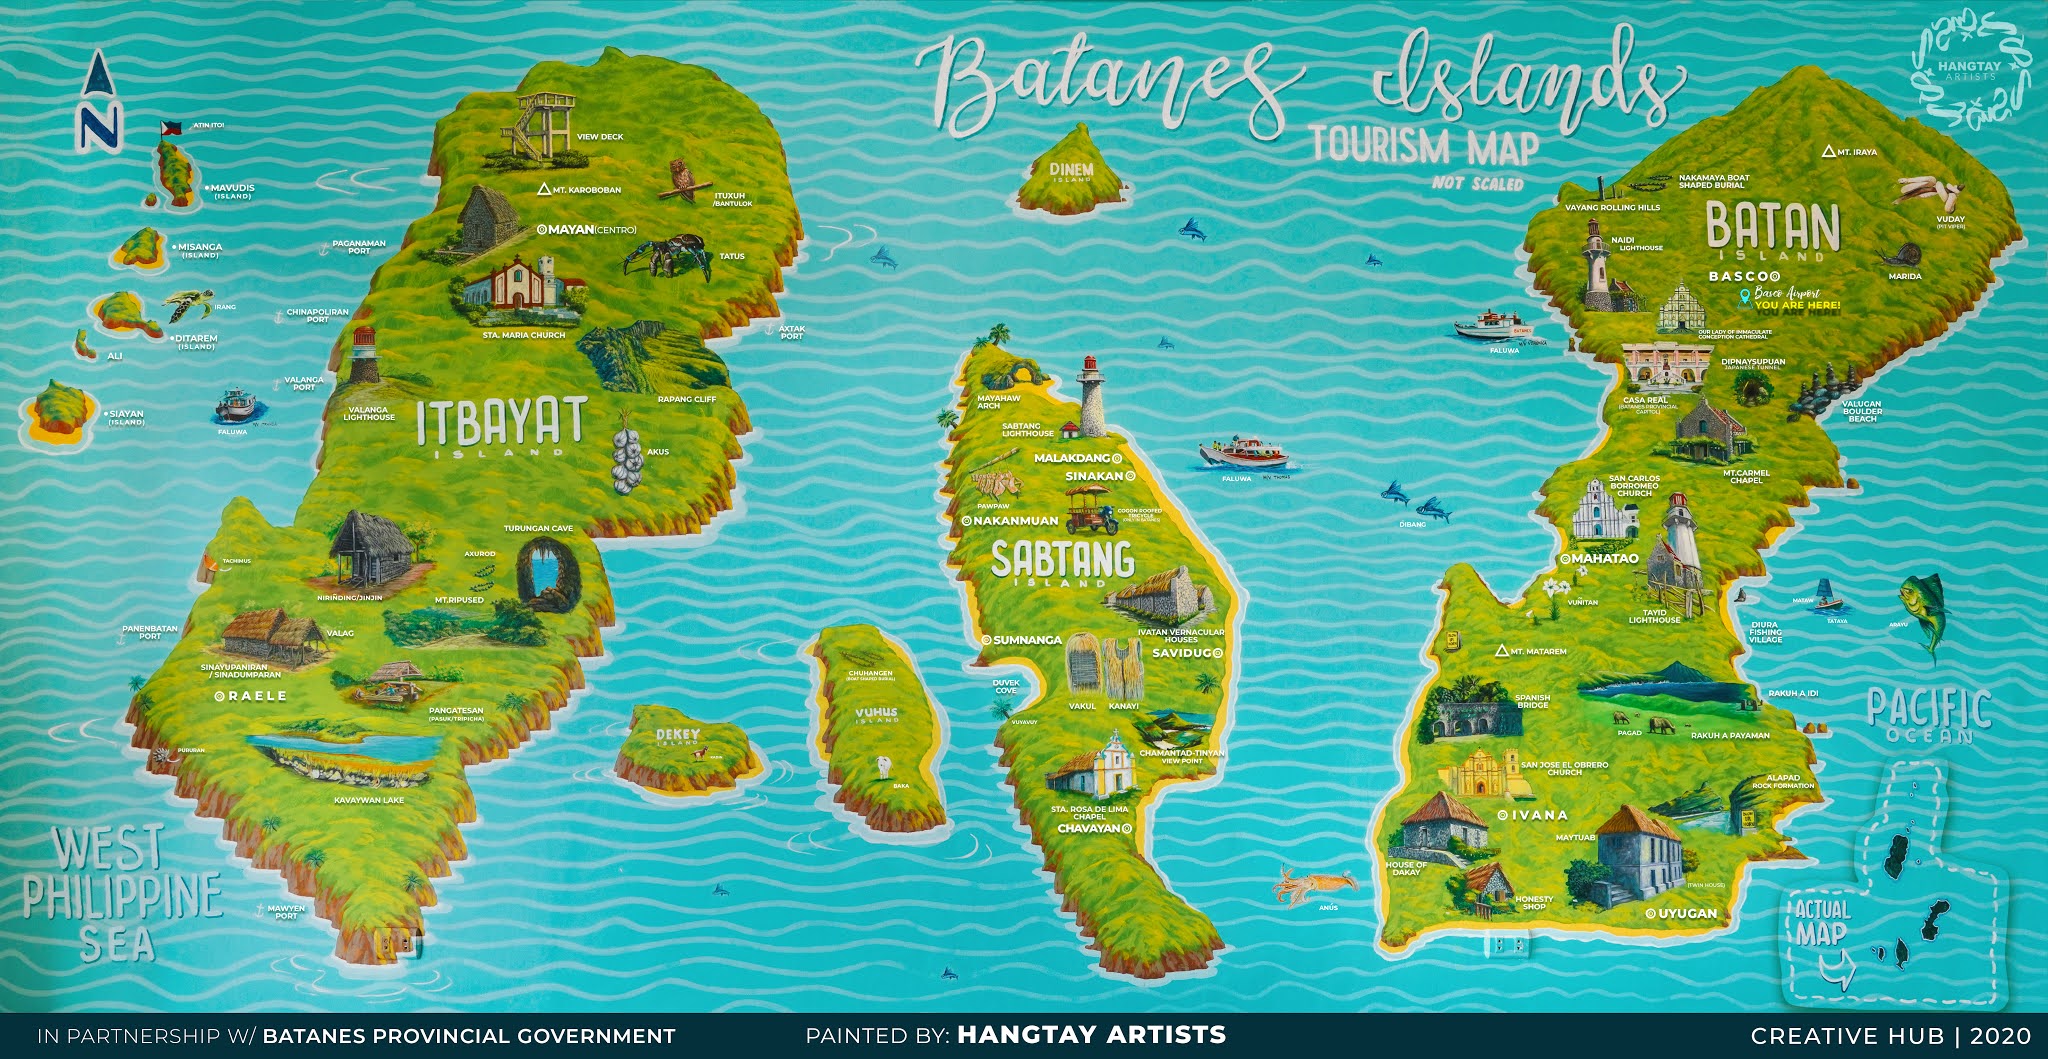 Batanes Islands
TOURISM MAP
NOT SCALED
HANGTAY
ARTISTS
N
ATIN ITO!
MAVUDIS
(ISLAND)
MISANGA
(ISLAND)
IRANG
DITAREM
(ISLAND)
ALI
SIAYAN
(ISLAND)
PAGANAMAN
PORT
CHINAPOLIRAN
PORT
VALANGA
PORT
FALUWA
VIEW DECK
MT. KAROBOBAN
ITUXUH
/BANTULOK
MAYAN (CENTRO)
TATUS
STA. MARIA CHURCH
AXTAK
PORT
VALANGA
LIGHTHOUSE
RAPANG CLIFF
ITBAYAT
ISLAND
AKUS
TURUNGAN CAVE
AXUROD
TACHIMUS
NIRIÑDING/JINJIN
MT.RIPUSED
PANENBATAN
PORT
VALAG
SINAYUPANIRAN
/ SINADUMPARAN
RAELE
PANGATESAN
(PASUK/TRIPICHA)
PURURAN
KAVAYWAN LAKE
WEST
PHILIPPINE
SEA
MAWYEN
PORT
DINEM
ISLAND
DEKEY
ISLAND
CHUHANGEN
(BOAT SHAPED BURIAL)
VUHUS
ISLAND
BAKA
MAYAHAW
ARCH
SABTANG
LIGHTHOUSE
MALAKDANG
SINAKAN
PAWPAW
COGON ROOFED
TRICYCLE
NAKANMUAN
SABTANG
ISLAND
IVATAN VERNACULAR
HOUSES
SUMNANGA
SAVIDUG
DUVEK
COVE
VAKUL
KANAYI
VUYAVUY
CHAMANTAD-TINYAN
VIEW POINT
STA. ROSA DE LIMA
CHAPEL
CHAVAYAN
FALUWA
DIBANG
ANUS
FALUWA
BATANES
MT. IRAYA
NAKAMAYA BOAT
SHAPED BURIAL
VAYANG ROLLING HILLS
VUDAY
(PIT VIPER)
BATAN
ISLAND
NAIDI
LIGHTHOUSE
MARIDA
BASCO
Basco Airport
YOU ARE HERE!
OUR LADY OF IMMACULATE
CONCEPTION CATHEDRAL
DIPNAYSUPUAN
JAPANESE TUNNEL
CASA REAL
(BATANES PROVINCIAL
CAPITOL)
VALUGAN
BOULDER
BEACH
MT.CARMEL
CHAPEL
SAN CARLOS
BORROMEO
CHURCH
MAHATAO
VUÑITAN
TAYID
LIGHTHOUSE
DIURA
FISHING
VILLAGE
MATAW
TATAYA
ARAYU
MT. MATAREM
RAKUH A IDI
SPANISH
BRIDGE
PAGAD
RAKUH A PAYAMAN
SAN JOSE EL OBRERO
CHURCH
ALAPAD
ROCK FORMATION
IVANA
MAYTUAB
HOUSE OF
DAKAY
(TWIN HOUSE)
HONESTY
SHOP
UYUGAN
PACIFIC
OCEAN
ACTUAL
MAP
IN PARTNERSHIP W/ BATANES PROVINCIAL GOVERNMENT
PAINTED BY: HANGTAY ARTISTS
CREATIVE HUB | 2020